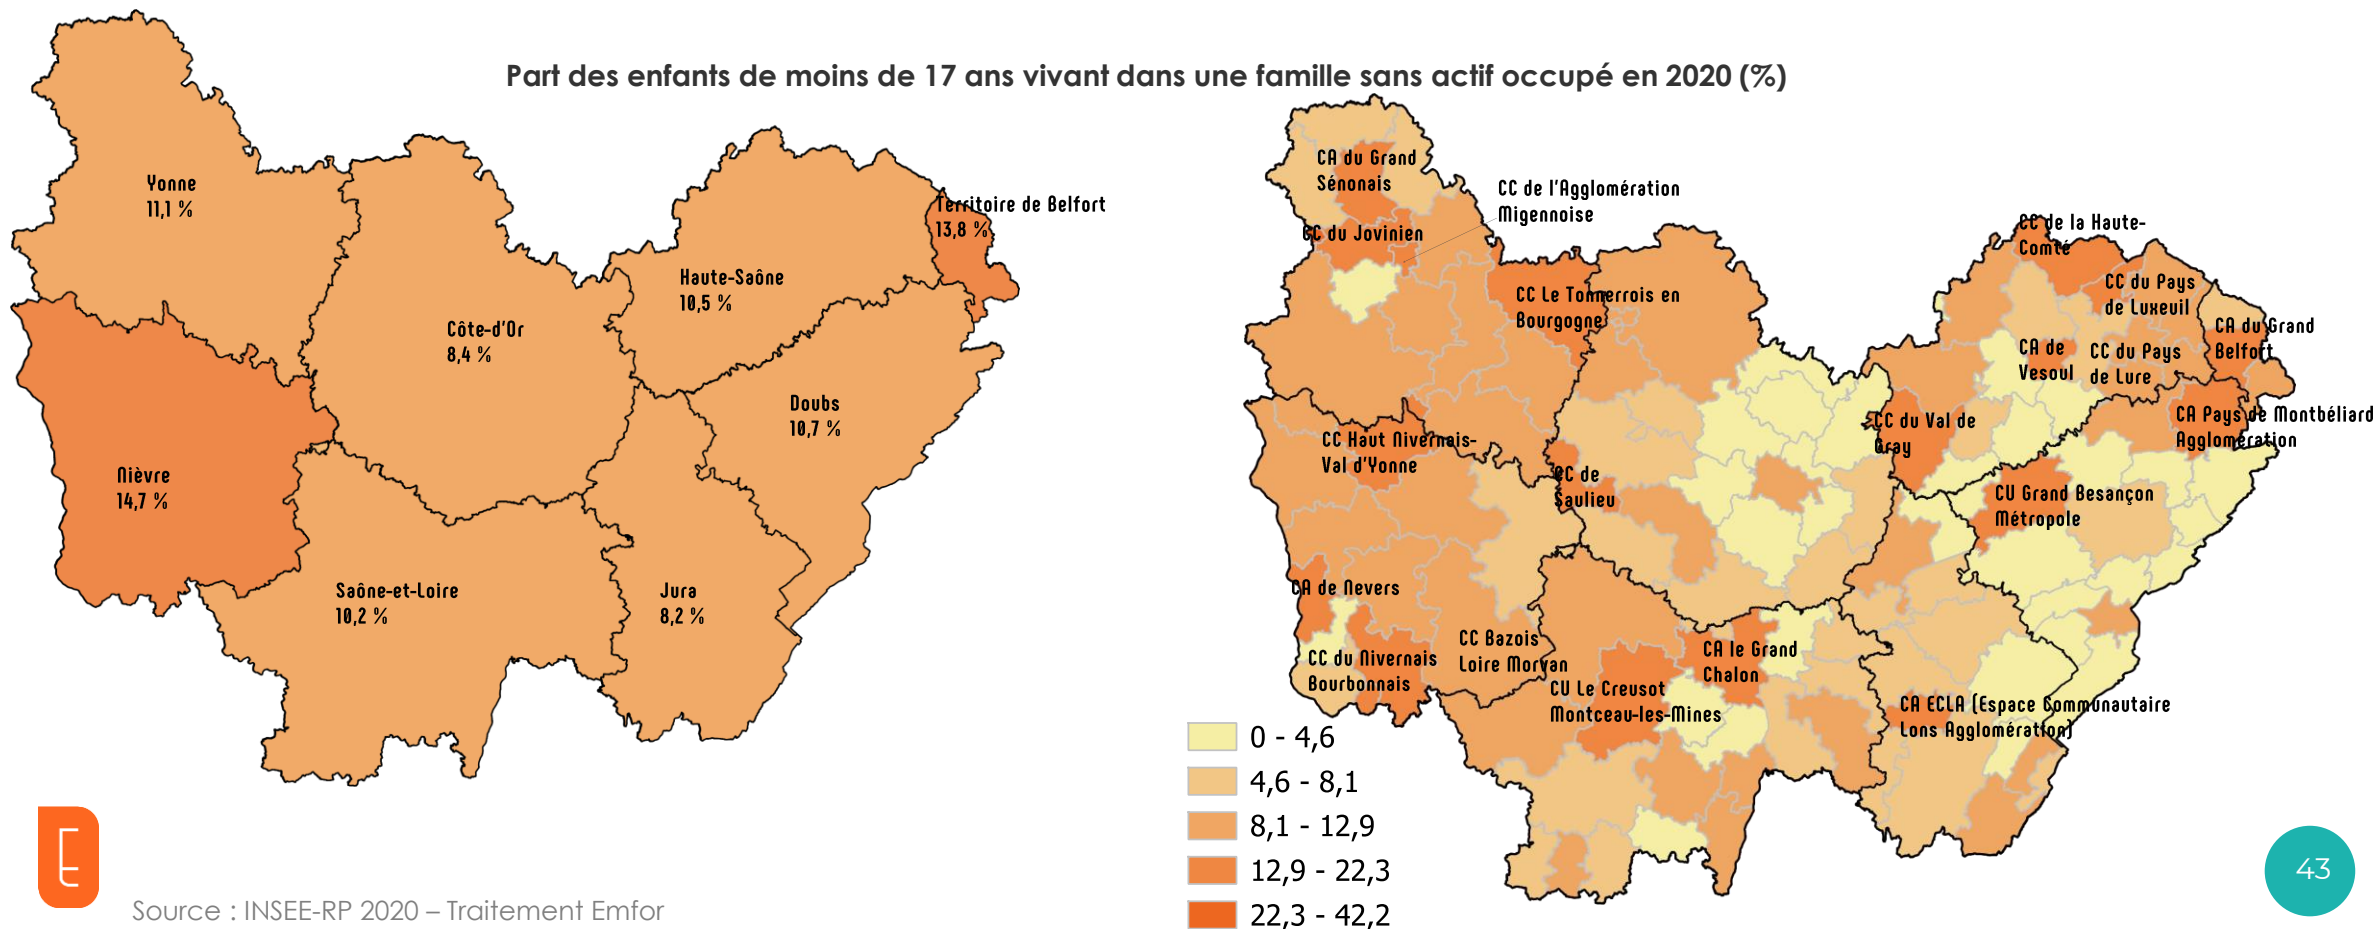 Part des enfants de moins de 17 ans vivant dans une famille sans actif occupé en 2020 (%)
Yonne
11,1 %
Territoire de Belfort
13,8 %
Haute-Saône
10,5 %
Côte-d'Or
8,4 %
Doubs
10,7 %
Nièvre
14,7 %
Saône-et-Loire
10,2 %
Jura
8,2 %
CA du Grand
Sénonais
CC de l'Agglomération
Migennoise
CC du Jovinien
CC de la Haute-
Comté
CC du Pays
de Luxeuil
CC Le Tonnerrois en
Bourgogne
CA du Grand
Belfort
CA de
Vesoul
CC du Pays
de Lure
CC du Val de
Gray
CA Pays de Montbéliard
Agglomération
CC Haut Nivernais-
Val d'Yonne
CC de
Saulieu
CU Grand Besançon
Métropole
CA de Nevers
CC Bazois
Loire Morvan
CC du Nivernais
Bourbonnais
CA le Grand
Chalon
CU Le Creusot
Montceau-les-Mines
CA ECLA (Espace Communautaire
Lons Agglomération)
0 - 4,6
4,6 - 8,1
8,1 - 12,9
12,9 - 22,3
22,3 - 42,2
Source : INSEE-RP 2020 – Traitement Emfor
43